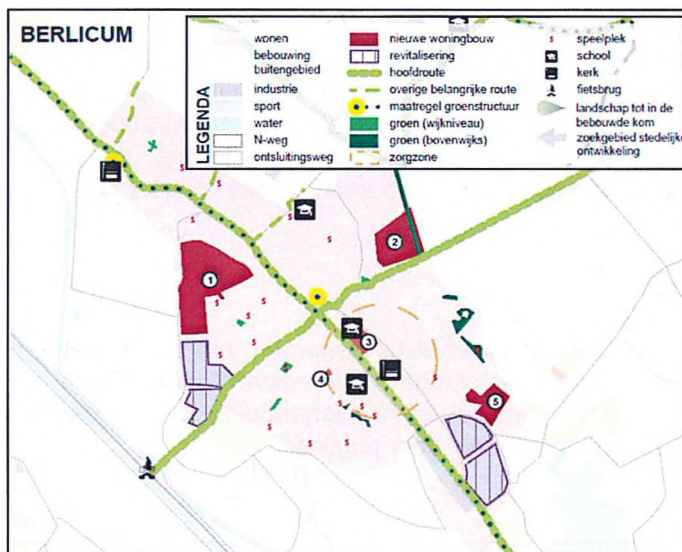 BERLICUM
LEGENDA
wonen
bebouwing
buitengebied
industrie
sport
water
N-weg
ontsluitingsweg
nieuwe woningbouw
revitalisering
hoofdroute
overige belangrijke route
maatregel groenstructuur
groen (wijkniveau)
groen (bovenwijks)
zorgzone
s speelplek
school
kerk
fietsbrug
landschap tot in de
bebouwde kom
zoekgebied stedelijke
ontwikkeling
1
2
3
4
5